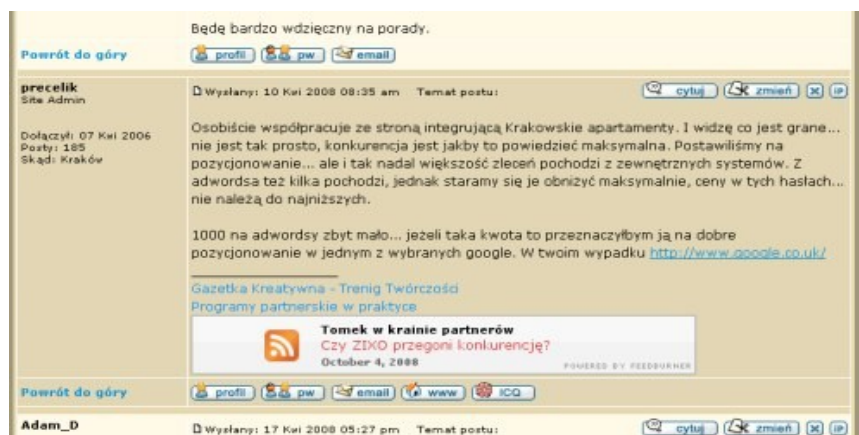 Będę bardzo wdzięczny na porady.
Powrót do góry profil pw email
precelik
Site Admin
Wysłany: 10 Kwi 2008 08:35 am Temat postu: cytuj zmień X IP
Dołączył: 07 Kwi 2006
Posty: 185
Skąd: Kraków
Osobiście współpracuje ze stroną integrującą Krakowskie apartamenty. I widzę co jest grane...
nie jest tak prosto, konkurencja jest jakby to powiedzieć maksymalna. Postawiliśmy na
pozycjonowanie... ale i tak nadal większość zleceń pochodzi z zewnętrznych systemów. Z
adwordsa też kilka pochodzi, jednak staramy się je obniżyć maksymalnie, ceny w tych hasłach...
nie należą do najniższych.
1000 na adwordsy zbyt mało... jeżeli taka kwota to przeznaczyłbym ją na dobre
pozycjonowanie w jednym z wybranych google. W twoim wypadku http://www.google.co.uk/
Gazetka Kreatywna - Trenig Twórczości
Programy partnerskie w praktyce
Tomek w krainie partnerów
Czy ZIXO przegoni konkurencję?
October 4, 2008
POWERED BY FEEDBURNER
Powrót do góry profil pw email www ICQ
Adam_D
Wysłany: 17 Kwi 2008 05:27 pm Temat postu: cytuj zmień X IP